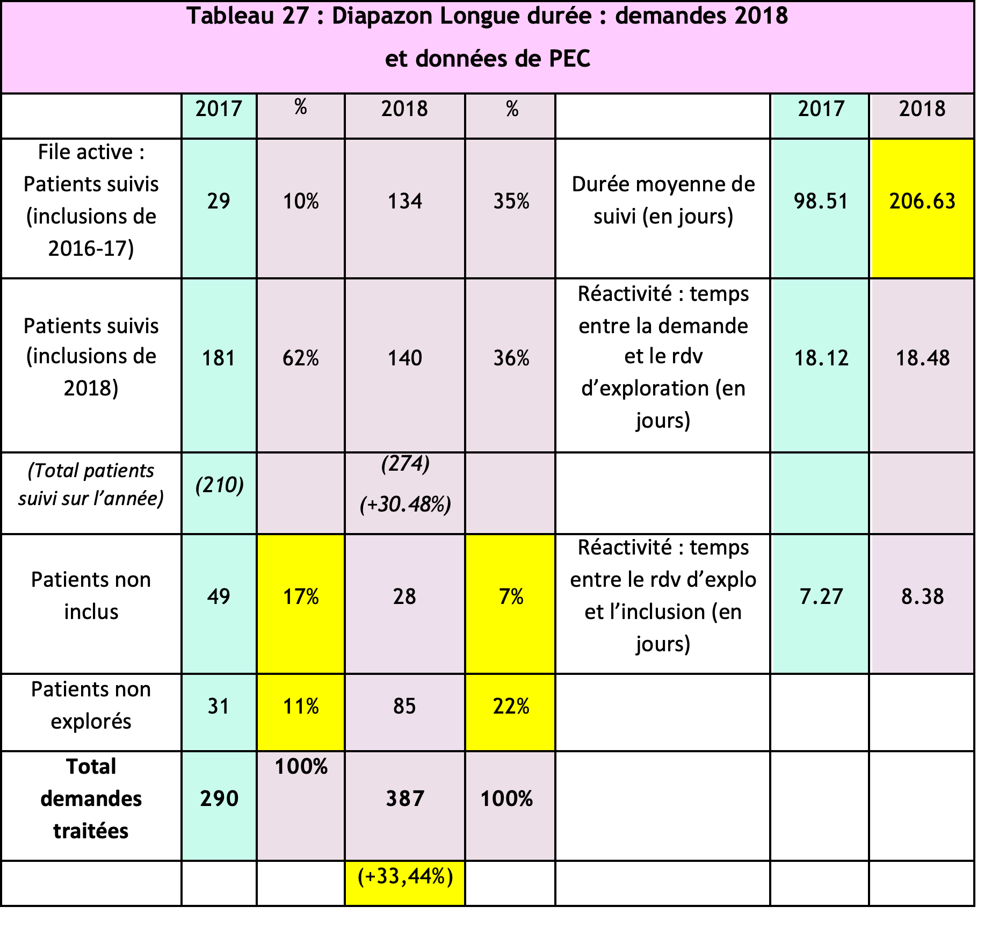 Tableau 27 : Diapazon Longue durée : demandes 2018
et données de PEC
2017
%
2018
%
2017
2018
File active :
Patients suivis
(inclusions de
2016-17)
29
10%
134
35%
Durée moyenne de
suivi (en jours)
98.51
206.63
Patients suivis
(inclusions de
2018)
181
62%
140
36%
Réactivité : temps
entre la demande
et le rdv
d’exploration (en
jours)
18.12
18.48
(Total patients
suivi sur l’année)
(210)
(274)
(+30.48%)
Patients non
inclus
49
17%
28
7%
Réactivité : temps
entre le rdv d’explo
et l’inclusion (en
jours)
7.27
8.38
Patients non
explorés
31
11%
85
22%
Total
demandes
traitées
290
100%
387
100%
(+33,44%)